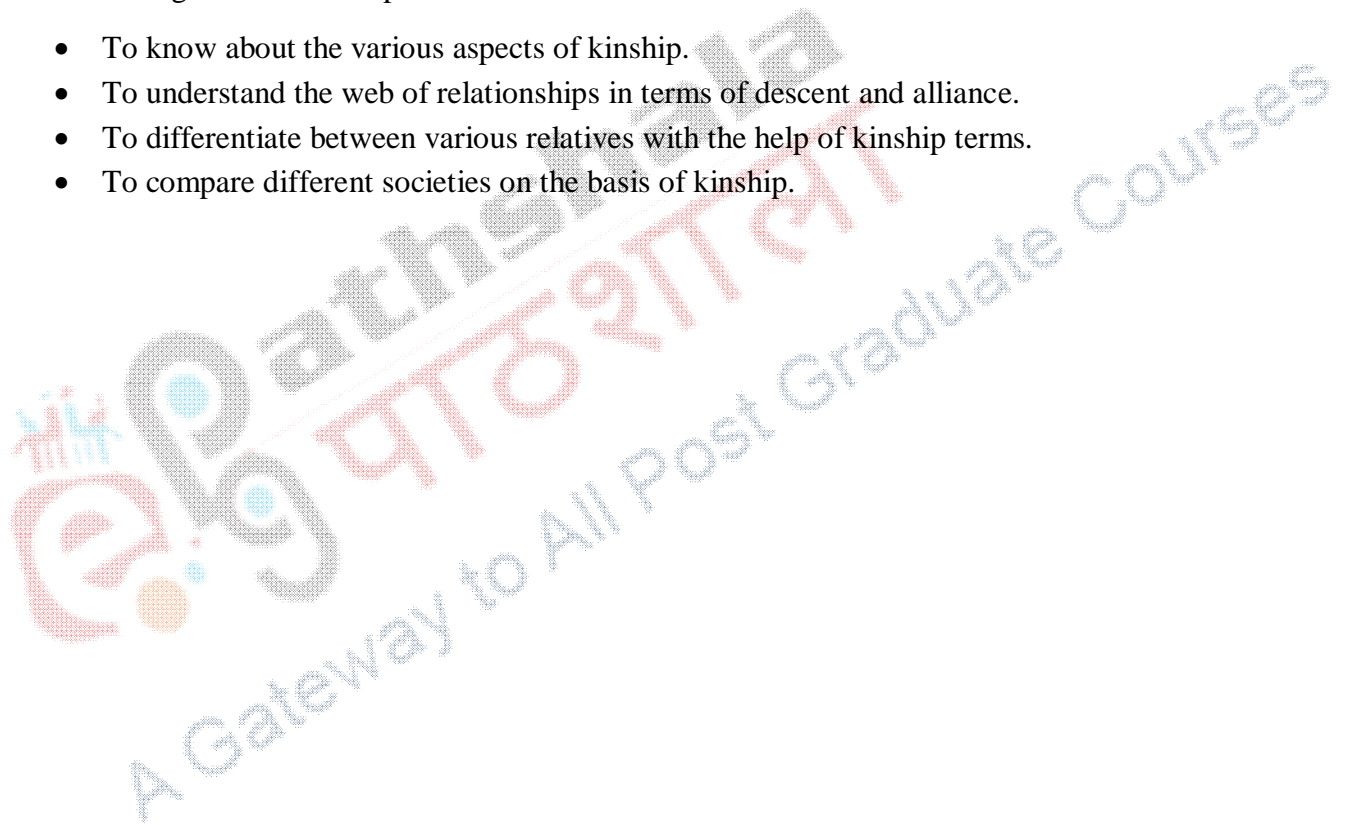 • To know about the various aspects of kinship.
• To understand the web of relationships in terms of descent and alliance.
• To differentiate between various relatives with the help of kinship terms.
• To compare different societies on the basis of kinship.
ePG Pathshala
पाठशाला
A Gateway to All Post Graduate Courses